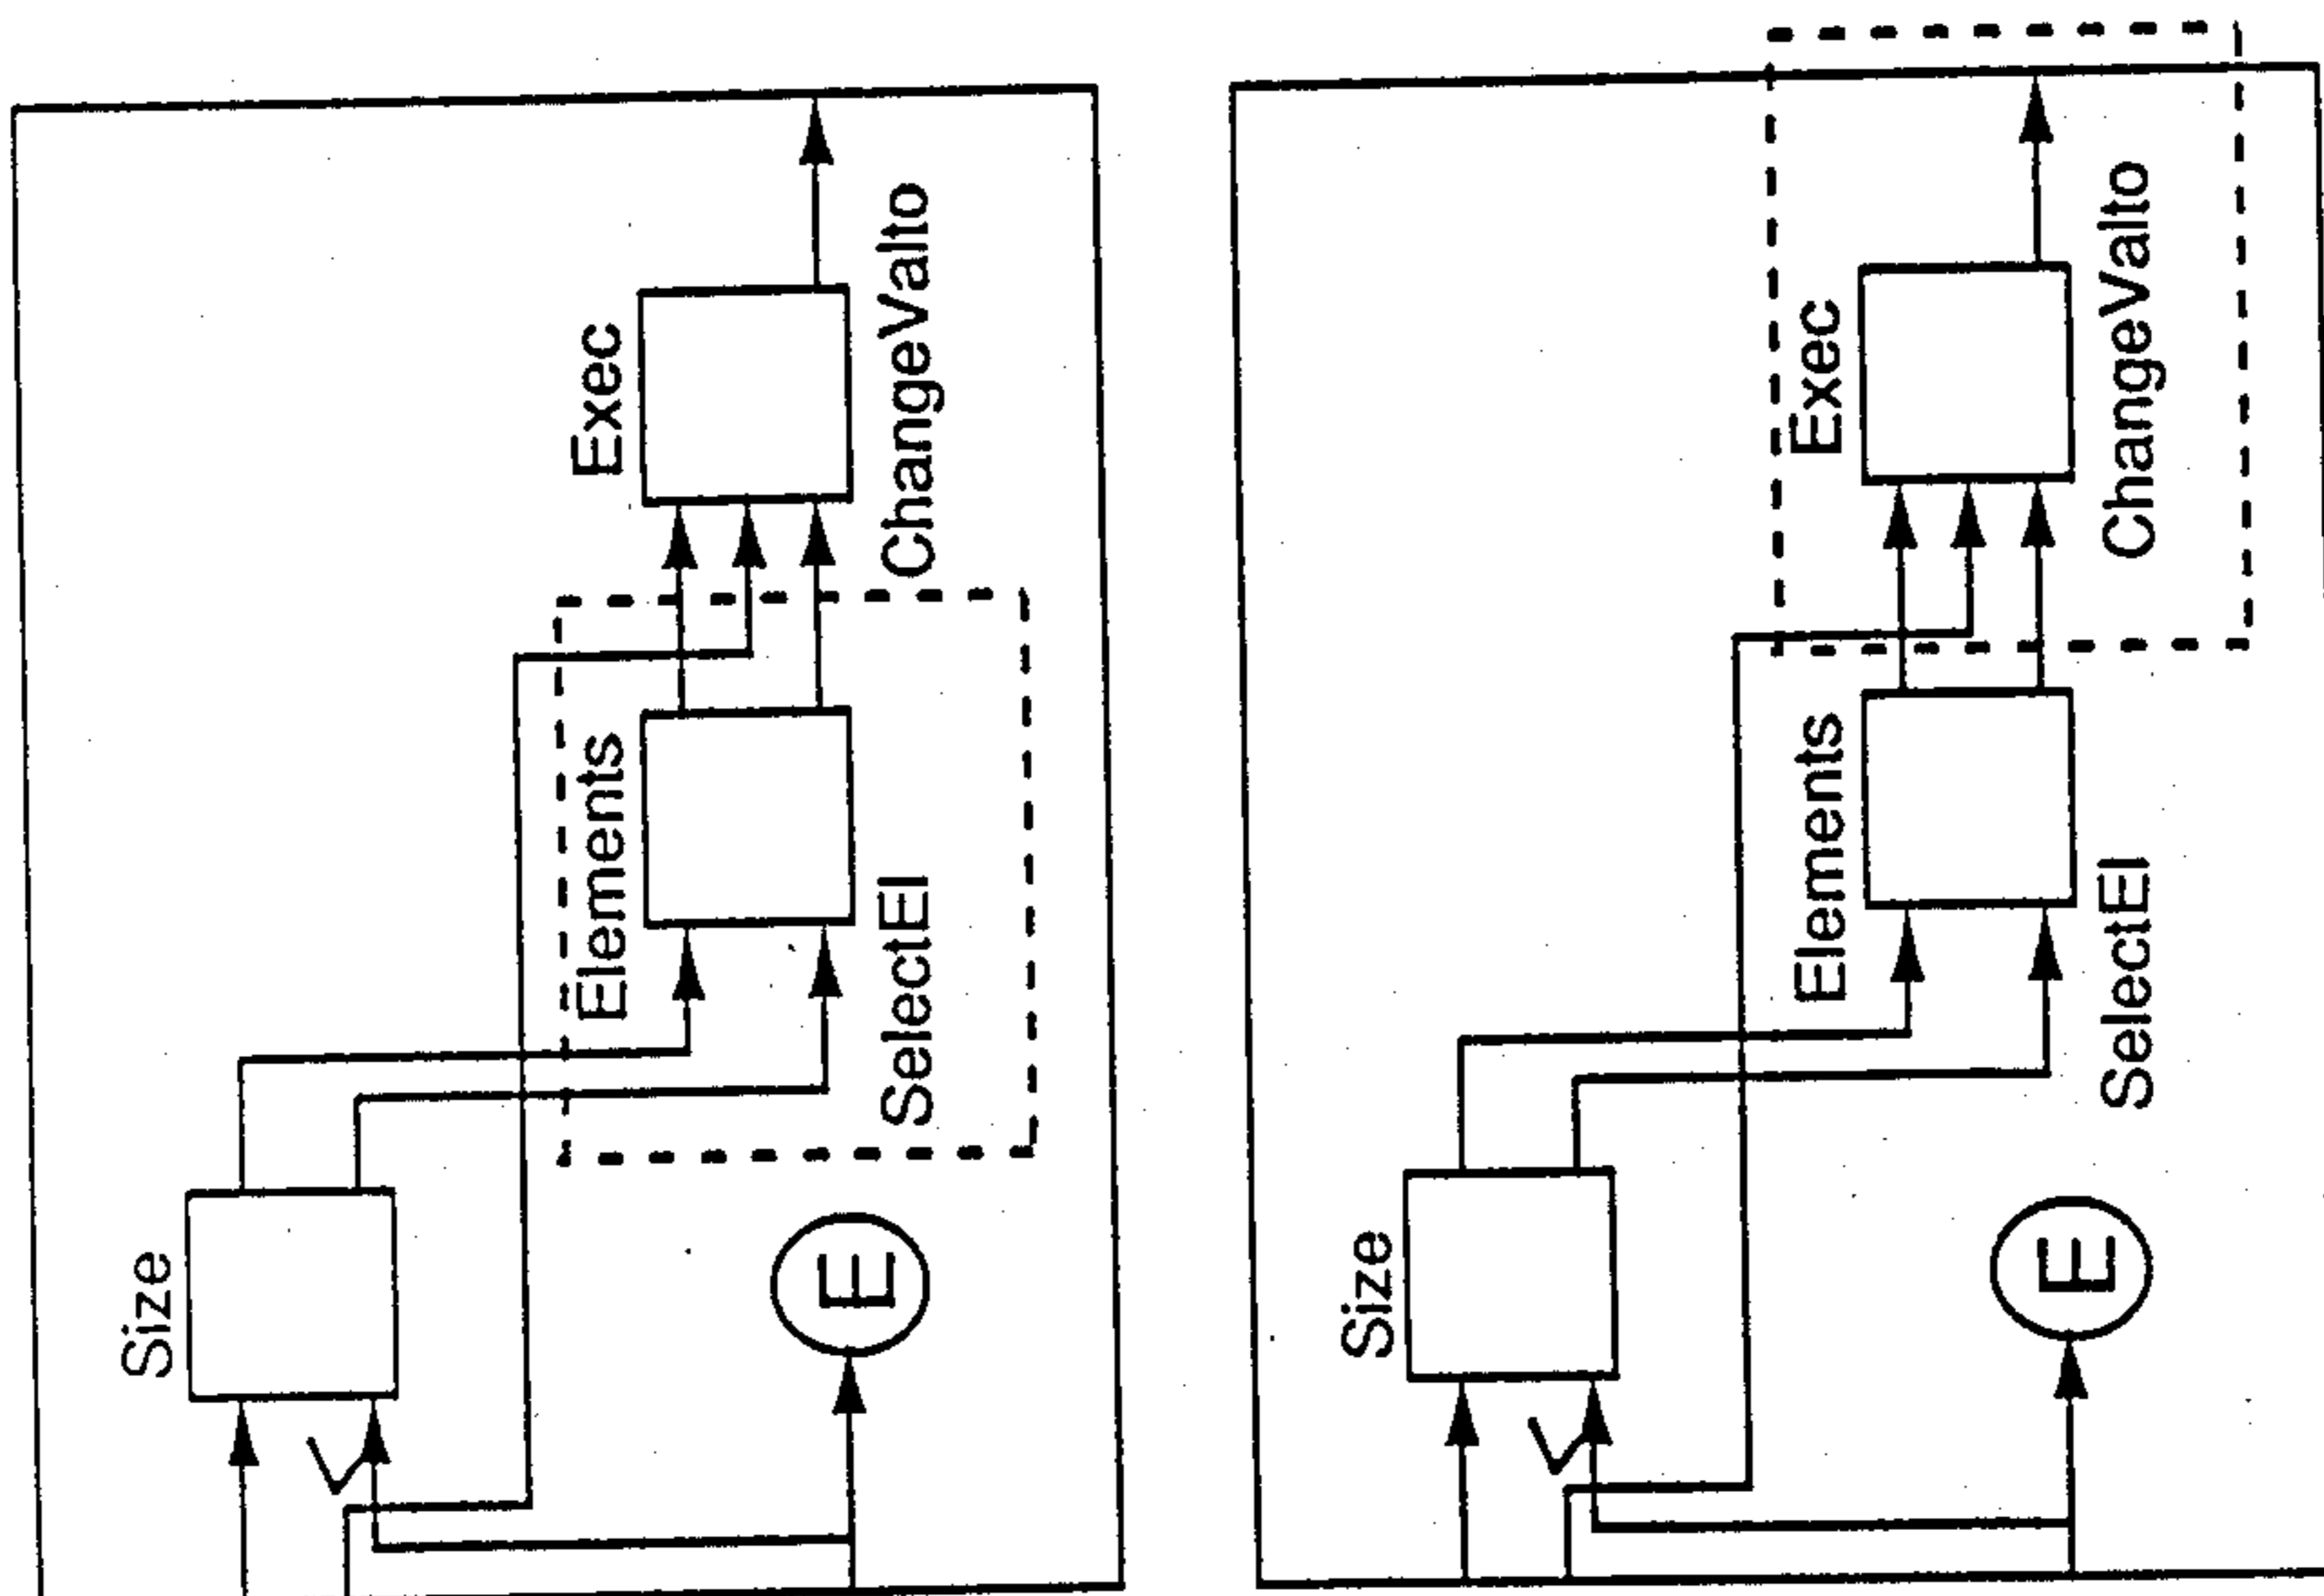 Size
E
Elements
SelectEl
Exec
ChangeValto
Size
E
Elements
SelectEl
Exec
ChangeValto